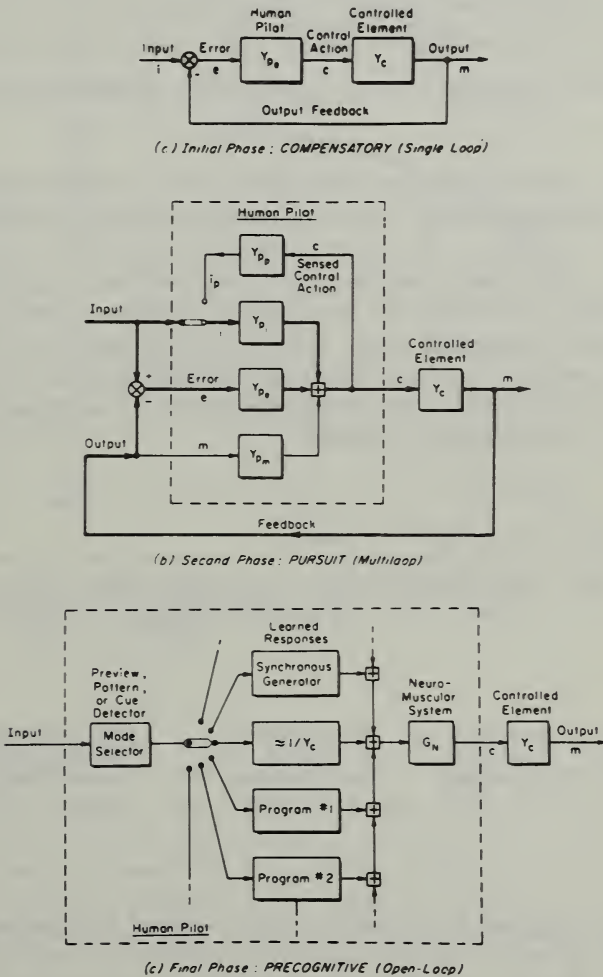 Human
Pilot
Control
Action
Controlled
Element
Input
i
Error
e
Y_pe
c
Y_c
Output
m
-
Output Feedback
(c) Initial Phase : COMPENSATORY (Single Loop)
Human Pilot
Y_pp
c
Sensed
Control
Action
i_p
Input
i
Y_pi
Controlled
Element
+
-
Error
e
Y_pe
+
c
Y_c
m
Output
m
Y_pm
Feedback
(b) Second Phase : PURSUIT (Multiloop)
Learned
Responses
Preview,
Pattern,
or Cue
Detector
Synchronous
Generator
+
Neuro-
Muscular
System
Controlled
Element
Input
Mode
Selector
≈ 1/Y_c
+
G_N
c
Y_c
Output
m
Program #1
+
Program #2
+
Human Pilot
(c) Final Phase : PRECOGNITIVE (Open-Loop)